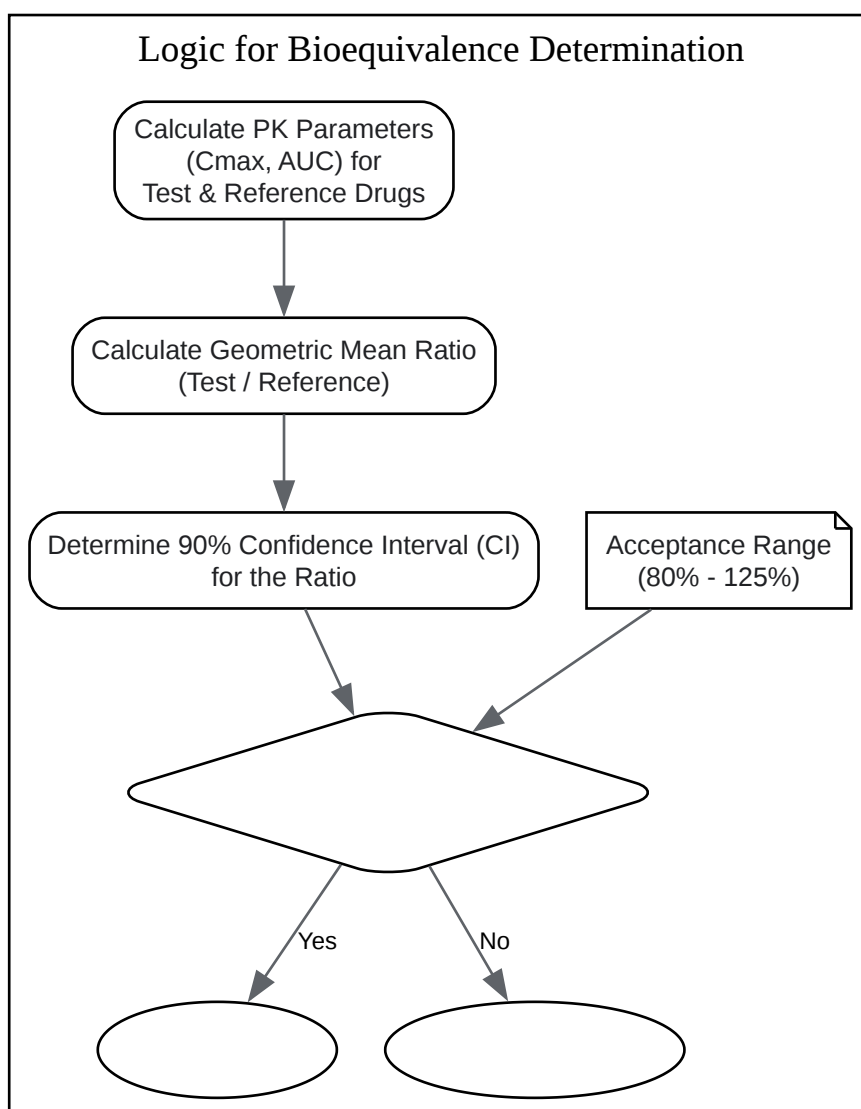 Logic for Bioequivalence Determination
Calculate PK Parameters
(Cmax, AUC) for
Test & Reference Drugs
Calculate Geometric Mean Ratio
(Test / Reference)
Determine 90% Confidence Interval (CI)
for the Ratio
Acceptance Range
(80% - 125%)
Yes
No